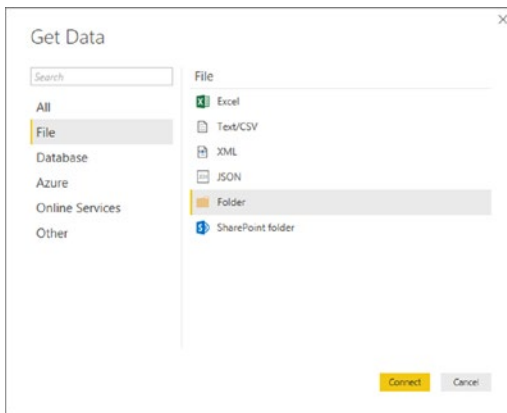 Get Data
Search
All
File
Database
Azure
Online Services
Other
File
Excel
Text/CSV
XML
JSON
Folder
SharePoint folder
Connect
Cancel